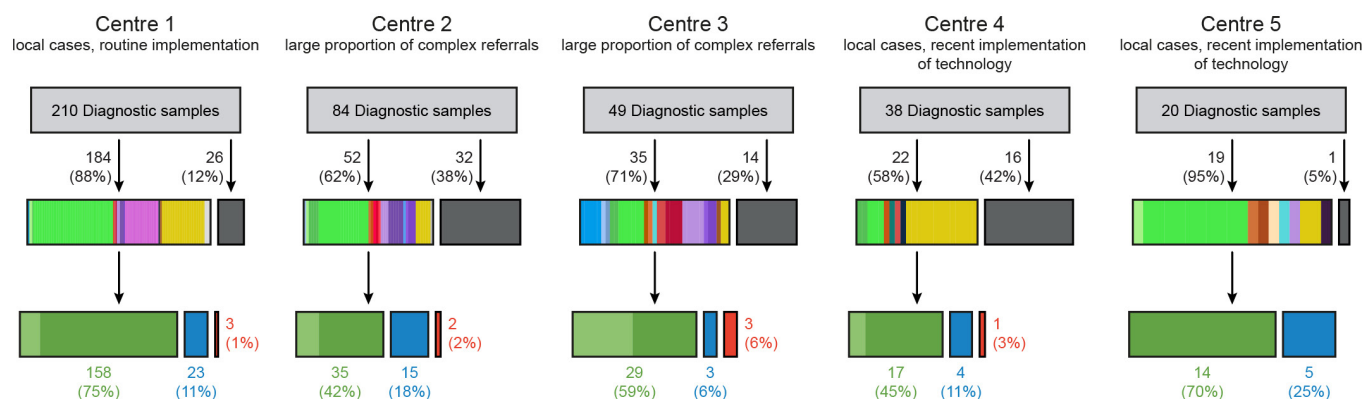 Centre 1
local cases, routine implementation
210 Diagnostic samples
184
(88%)
26
(12%)
3
(1%)
158
(75%)
23
(11%)
Centre 2
large proportion of complex referrals
84 Diagnostic samples
52
(62%)
32
(38%)
2
(2%)
35
(42%)
15
(18%)
Centre 3
large proportion of complex referrals
49 Diagnostic samples
35
(71%)
14
(29%)
3
(6%)
29
(59%)
3
(6%)
Centre 4
local cases, recent implementation
of technology
38 Diagnostic samples
22
(58%)
16
(42%)
1
(3%)
17
(45%)
4
(11%)
Centre 5
local cases, recent implementation
of technology
20 Diagnostic samples
19
(95%)
1
(5%)
14
(70%)
5
(25%)